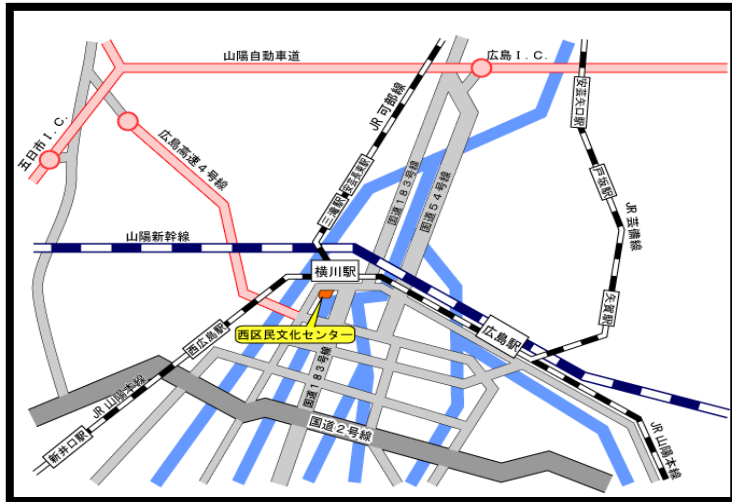 山陽自動車道
広島I.C.
五日市I.C.
広島高速4号線
JR可部線
安芸長束駅
三滝駅
国道183号線
国道54号線
安芸矢口駅
戸坂駅
JR芸備線
矢賀駅
山陽新幹線
横川駅
西区民文化センター
広島駅
西広島駅
国道183号線
JR山陽本線
新井口駅
国道2号線
JR山陽本線